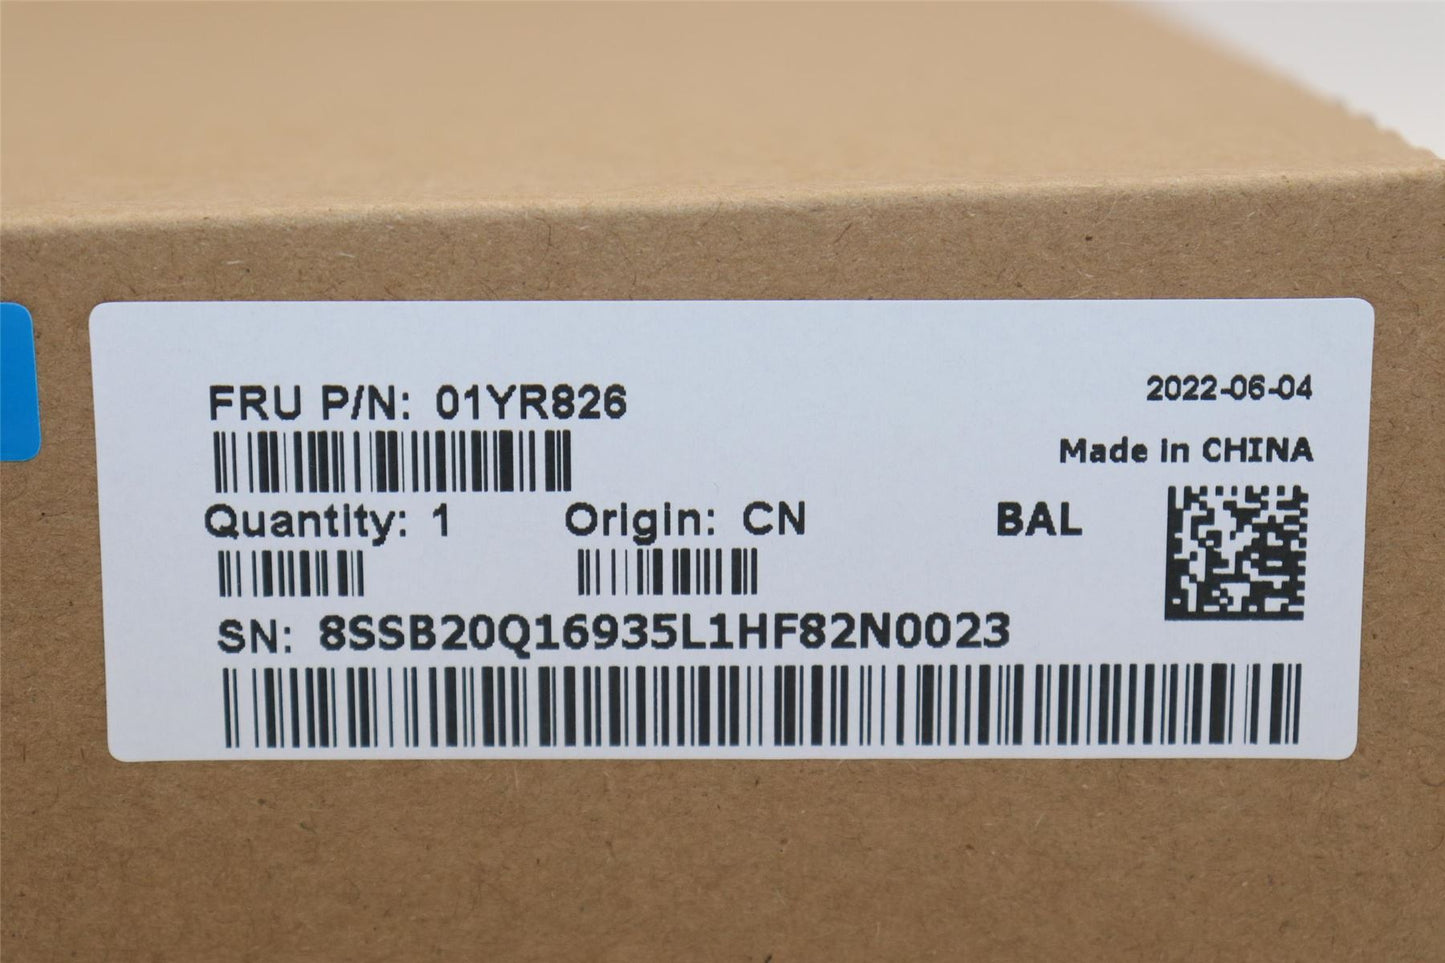 FRU P/N: 01YR826
2022-06-04
Made in CHINA
Quantity: 1 Origin: CN BAL
SN: 8SSB20Q16935L1HF82N0023